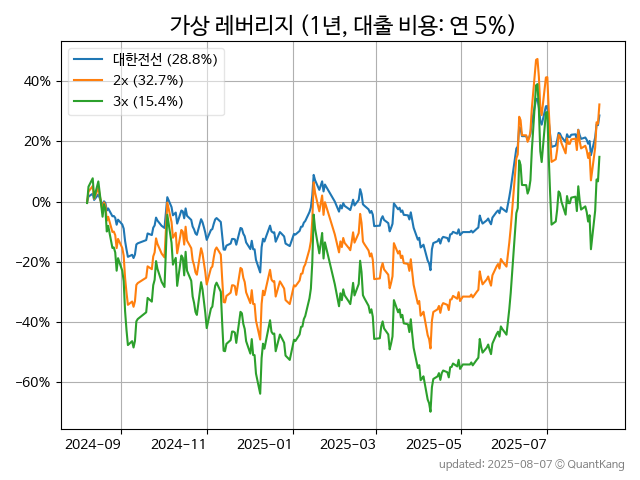 가상 레버리지 (1년, 대출 비용: 연 5%)
대한전선 (28.8%)
2x (32.7%)
3x (15.4%)
40%
20%
0%
−20%
−40%
−60%
2024-09 2024-11 2025-01 2025-03 2025-05 2025-07
updated: 2025-08-07 © QuantKang